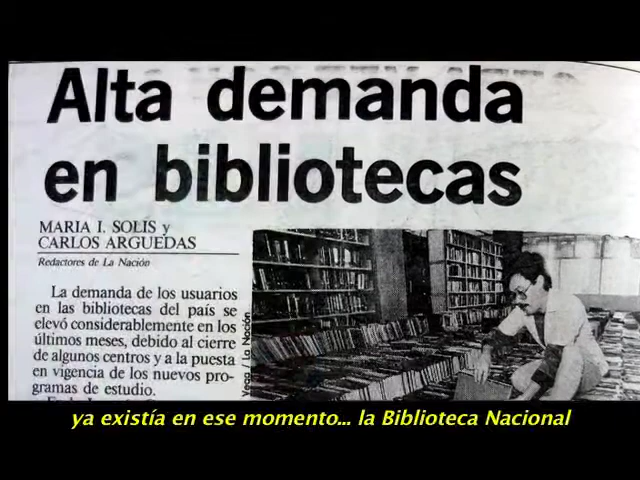 Alta demanda
en bibliotecas
MARIA I. SOLÍS y
CARLOS ARGUEDAS
Redactores de La Nación
La demanda de los usuarios
en las bibliotecas del país se
elevó considerablemente en los
últimos meses, debido al cierre
de algunos centros y a la puesta
en vigencia de los nuevos pro-
gramas de estudio.
Vega / La Nación
ya existía en ese momento... la Biblioteca Nacional